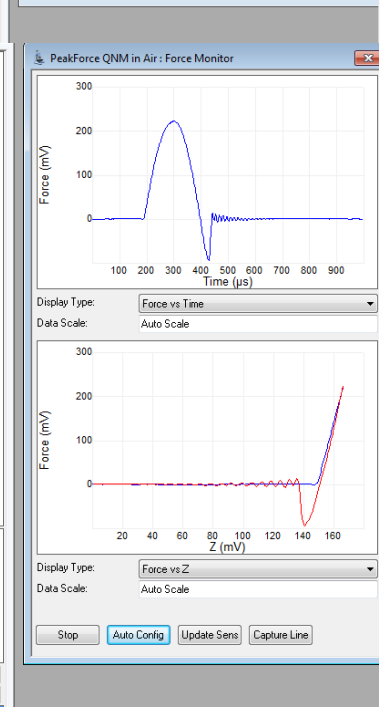 PeakForce QNM in Air : Force Monitor
300
200
100
0
Force (mV)
100 200 300 400 500 600 700 800 900
Time (µs)
Display Type: Force vs Time
Data Scale: Auto Scale
300
200
100
0
Force (mV)
20 40 60 80 100 120 140 160
Z (mV)
Display Type: Force vs Z
Data Scale: Auto Scale
Stop Auto Config Update Sens Capture Line